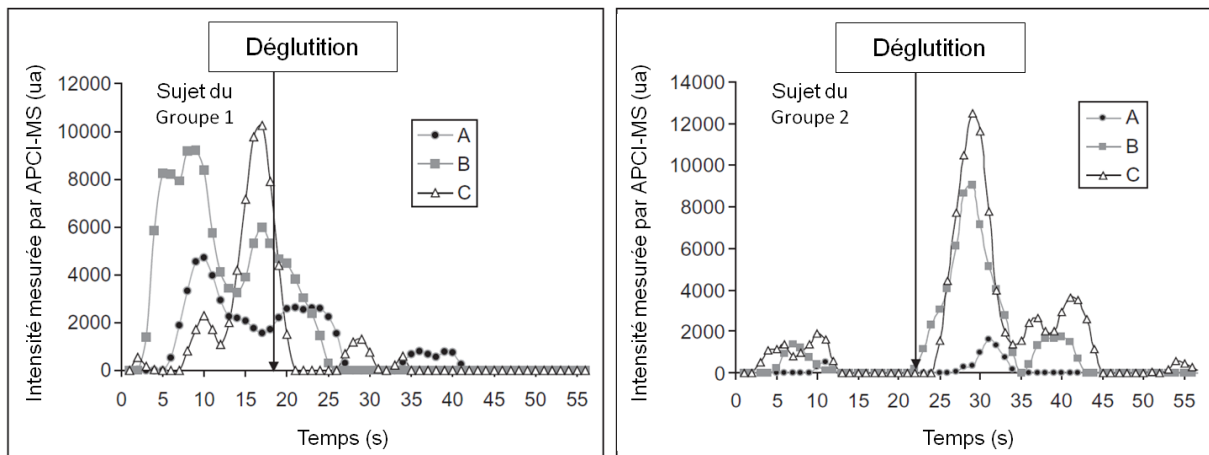 Déglutition
Intensité mesurée par APCI-MS (ua)
12000
10000
8000
6000
4000
2000
0
Sujet du
Groupe 1
A
B
C
0 5 10 15 20 25 30 35 40 45 50 55
Temps (s)
Déglutition
Intensité mesurée par APCI-MS (ua)
14000
12000
10000
8000
6000
4000
2000
0
Sujet du
Groupe 2
A
B
C
0 5 10 15 20 25 30 35 40 45 50 55
Temps (s)